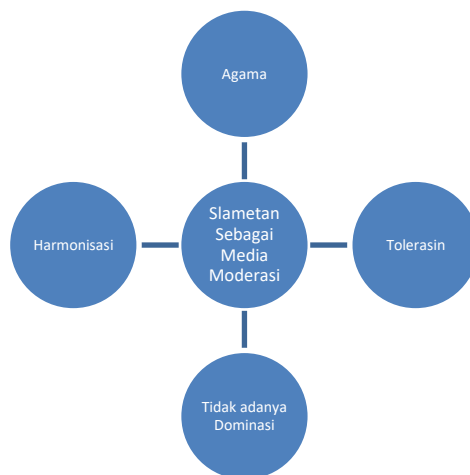 Agama
Harmonisasi
Slametan
Sebagai
Media
Moderasi
Tolerasin
Tidak adanya
Dominasi